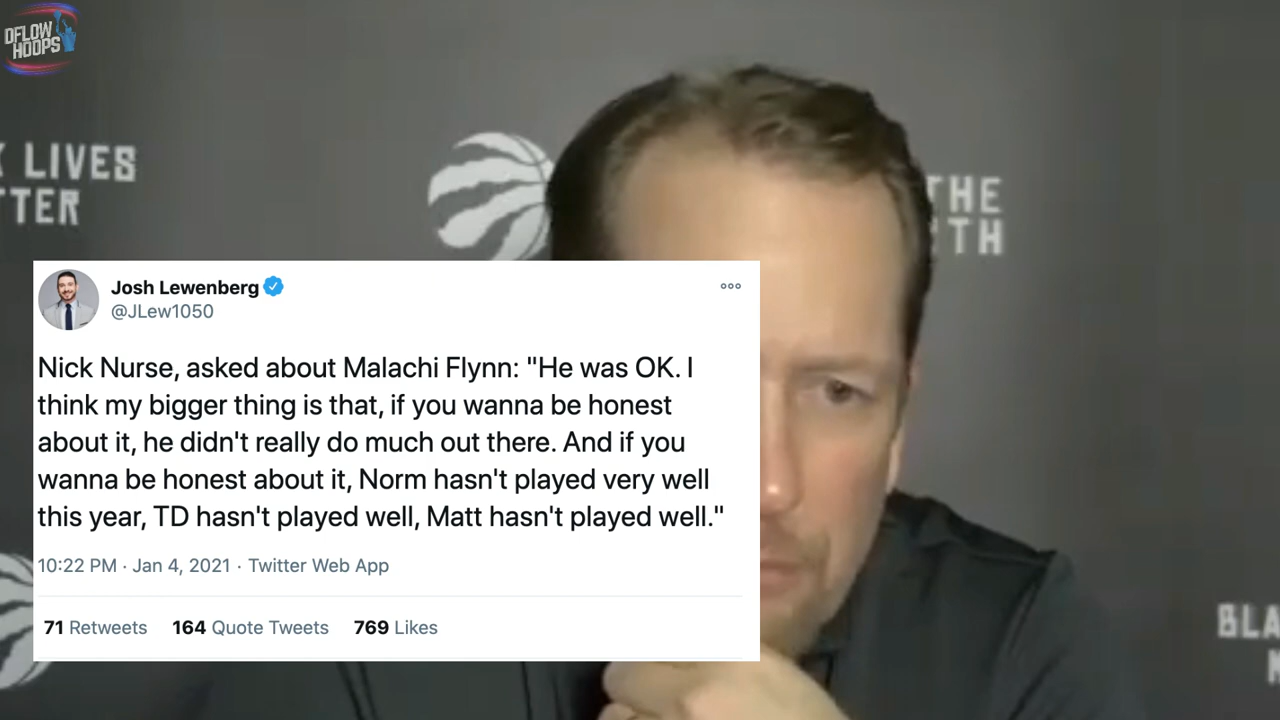 DFLOW
HOOPS
LIVES
TTER
THE
RTH
Josh Lewenberg
@JLew1050
Nick Nurse, asked about Malachi Flynn: "He was OK. I
think my bigger thing is that, if you wanna be honest
about it, he didn't really do much out there. And if you
wanna be honest about it, Norm hasn't played very well
this year, TD hasn't played well, Matt hasn't played well."
10:22 PM · Jan 4, 2021 · Twitter Web App
71 Retweets 164 Quote Tweets 769 Likes
BLA
M